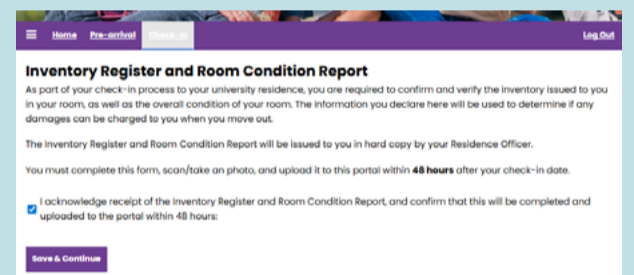 Home Pre-arrival Check-in Log Out
Inventory Register and Room Condition Report
As part of your check-in process to your university residence, you are required to confirm and verify the inventory issued to you
in your room, as well as the overall condition of your room. The information you declare here will be used to determine if any
damages can be charged to you when you move out.
The Inventory Register and Room Condition Report will be issued to you in hard copy by your Residence Officer.
You must complete this form, scan/take an photo, and upload it to this portal within 48 hours after your check-in date.
I acknowledge receipt of the Inventory Register and Room Condition Report, and confirm that this will be completed and
uploaded to the portal within 48 hours:
Save & Continue